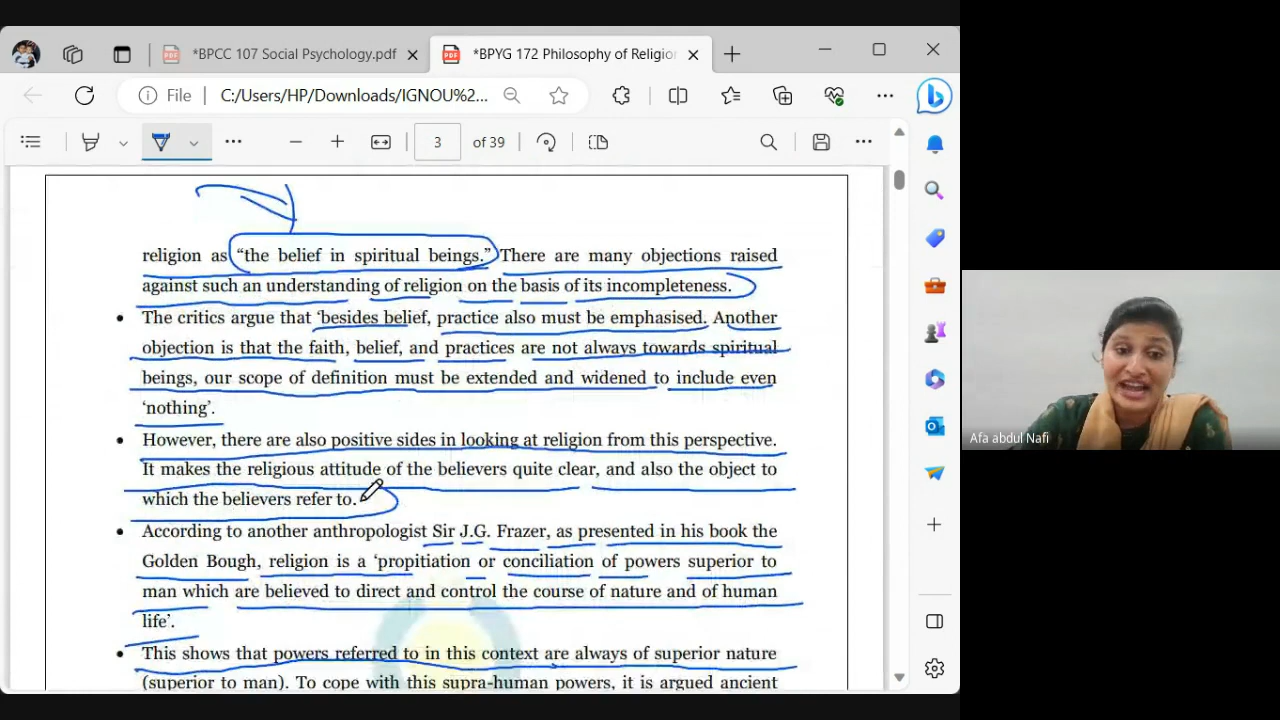 *BPCC 107 Social Psychology.pdf
*BPYG 172 Philosophy of Religio
File
C:/Users/HP/Downloads/IGNOU%2...
3 of 39
religion as “the belief in spiritual beings.” There are many objections raised
against such an understanding of religion on the basis of its incompleteness.
• The critics argue that ‘besides belief, practice also must be emphasised. Another
objection is that the faith, belief, and practices are not always towards spiritual
beings, our scope of definition must be extended and widened to include even
‘nothing’.
• However, there are also positive sides in looking at religion from this perspective.
It makes the religious attitude of the believers quite clear, and also the object to
which the believers refer to.
• According to another anthropologist Sir J.G. Frazer, as presented in his book the
Golden Bough, religion is a ‘propitiation or conciliation of powers superior to
man which are believed to direct and control the course of nature and of human
life’.
• This shows that powers referred to in this context are always of superior nature
(superior to man). To cope with this supra-human powers, it is argued ancient
Afa abdul Nafi